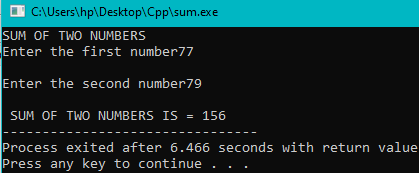 C:\Users\hp\Desktop\Cpp\sum.exe
SUM OF TWO NUMBERS
Enter the first number77
Enter the second number79
SUM OF TWO NUMBERS IS = 156
--------------------------------
Process exited after 6.466 seconds with return value
Press any key to continue . . .